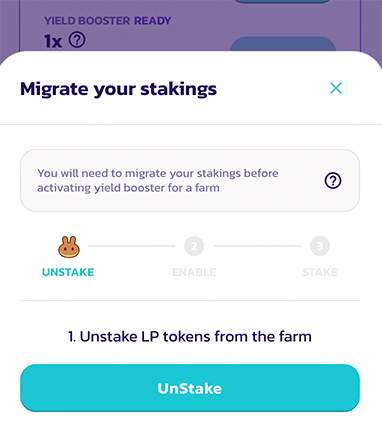 YIELD BOOSTER READY
1x ?
Migrate your stakings
You will need to migrate your stakings before
activating yield booster for a farm
?
2
3
UNSTAKE
ENABLE
STAKE
1. Unstake LP tokens from the farm
UnStake